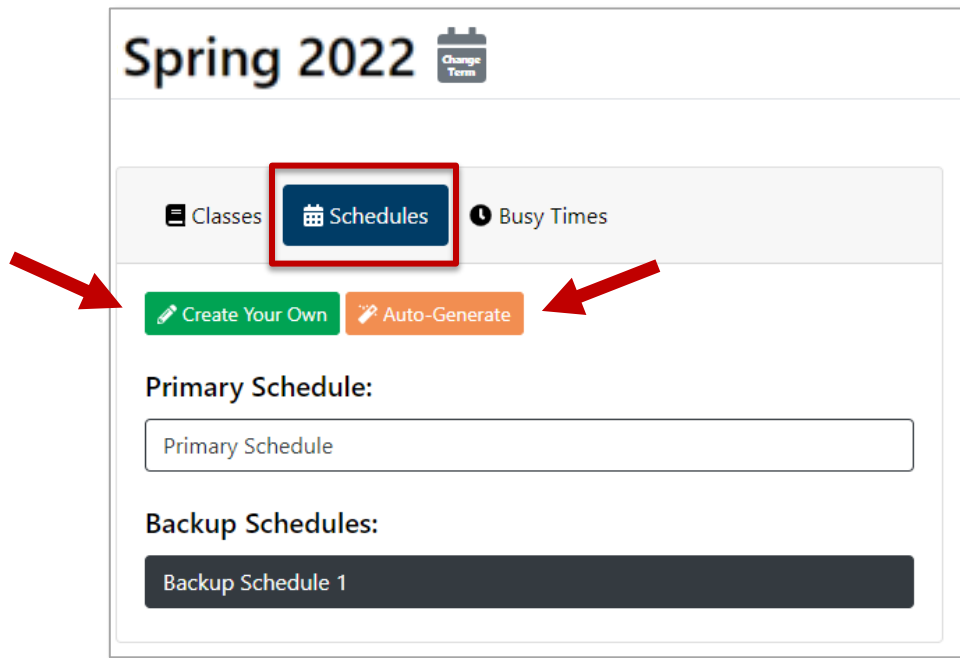 Spring 2022
Change
Term
Classes Schedules Busy Times
Create Your Own Auto-Generate
Primary Schedule:
Primary Schedule
Backup Schedules:
Backup Schedule 1